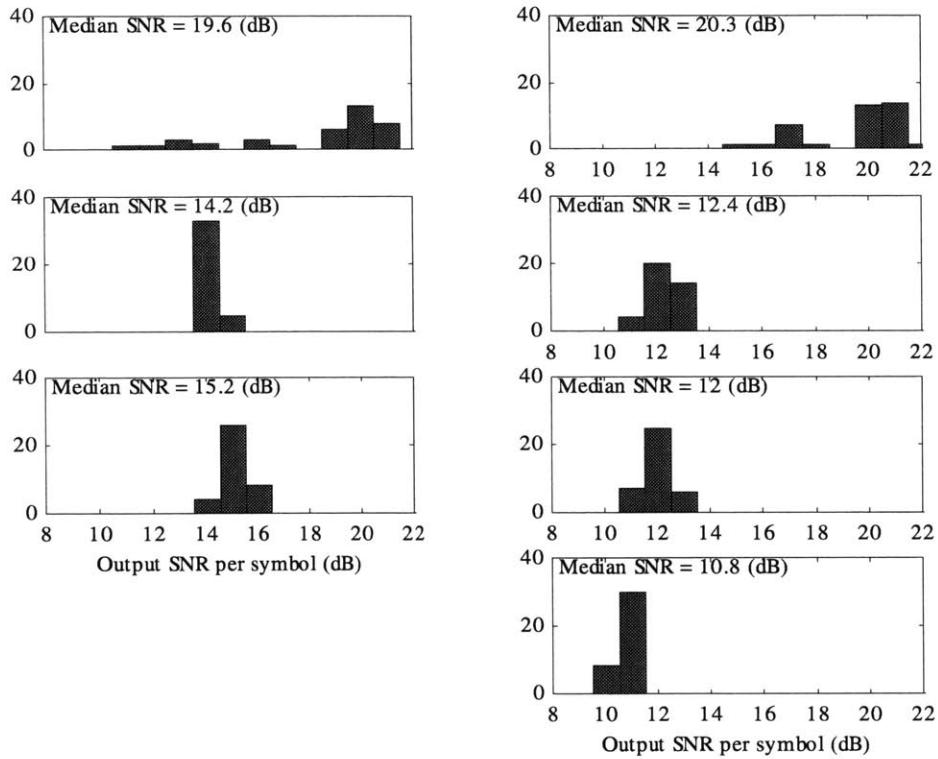 40
Median SNR = 19.6 (dB)
20
0
40
Median SNR = 14.2 (dB)
20
0
40
Median SNR = 15.2 (dB)
20
0
8 10 12 14 16 18 20 22
Output SNR per symbol (dB)
40
Median SNR = 20.3 (dB)
20
0
8 10 12 14 16 18 20 22
40
Median SNR = 12.4 (dB)
20
0
8 10 12 14 16 18 20 22
40
Median SNR = 12 (dB)
20
0
8 10 12 14 16 18 20 22
40
Median SNR = 10.8 (dB)
20
0
8 10 12 14 16 18 20 22
Output SNR per symbol (dB)